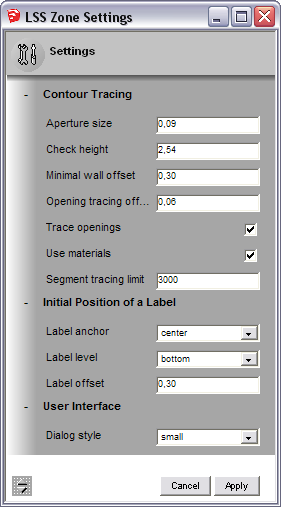 LSS Zone Settings
Settings
- Contour Tracing
Aperture size 0,09
Check height 2,54
Minimal wall offset 0,30
Opening tracing off... 0,06
Trace openings
Use materials
Segment tracing limit 3000
- Initial Position of a Label
Label anchor center
Label level bottom
Label offset 0,30
- User Interface
Dialog style small
Cancel Apply